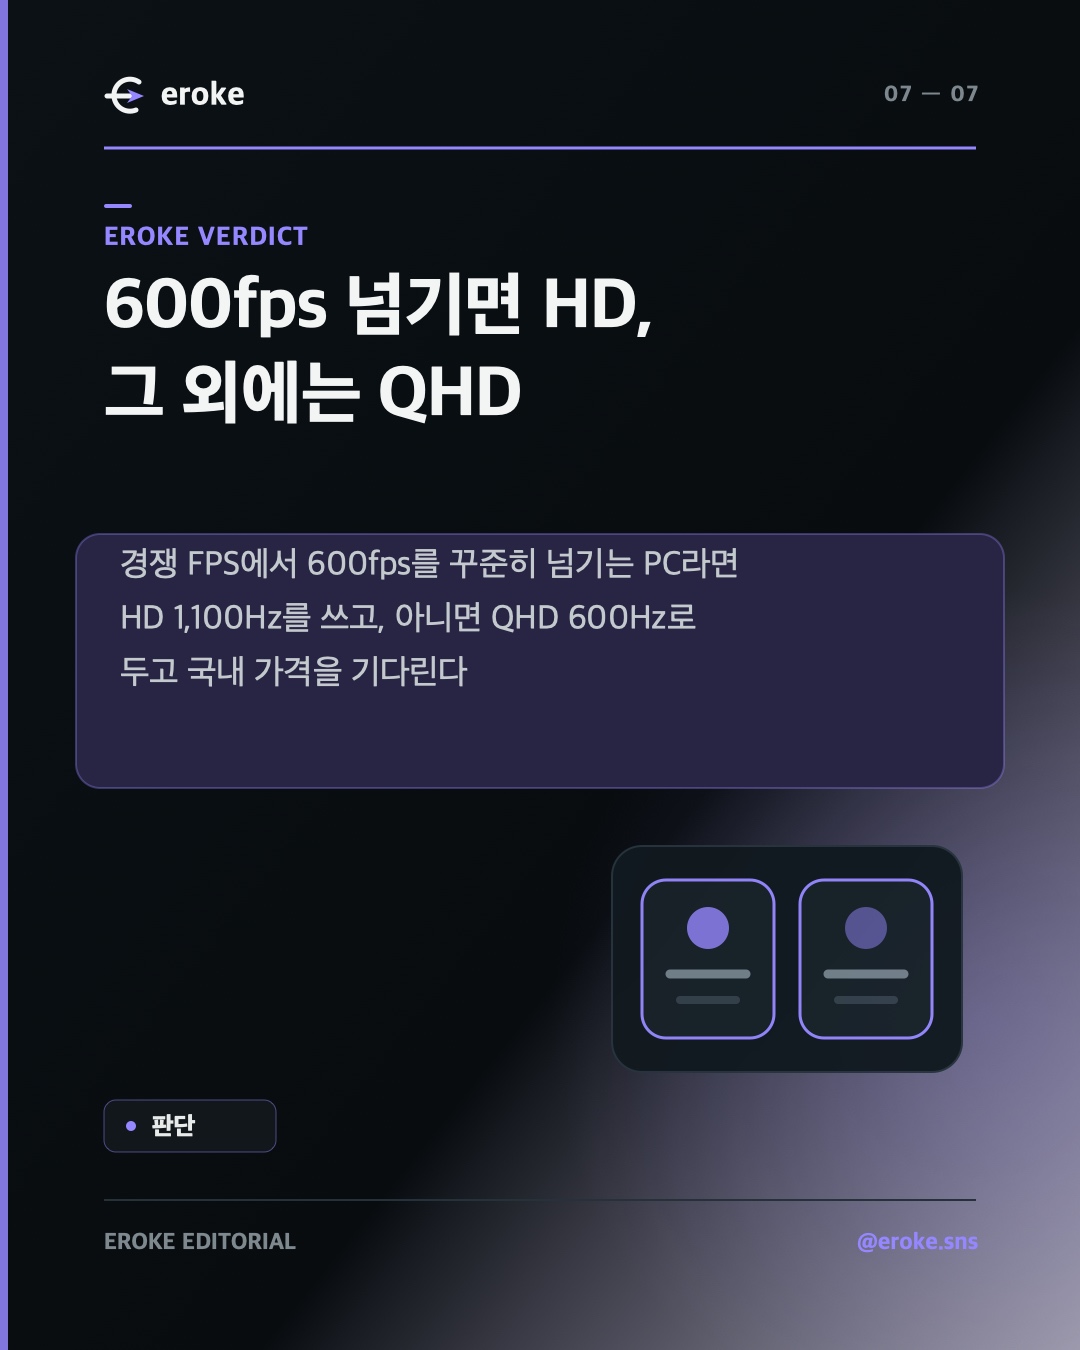 eroke
07 — 07
EROKE VERDICT
600fps 넘기면 HD,
그 외에는 QHD
경쟁 FPS에서 600fps를 꾸준히 넘기는 PC라면
HD 1,100Hz를 쓰고, 아니면 QHD 600Hz로
두고 국내 가격을 기다린다
판단
EROKE EDITORIAL
@eroke.sns